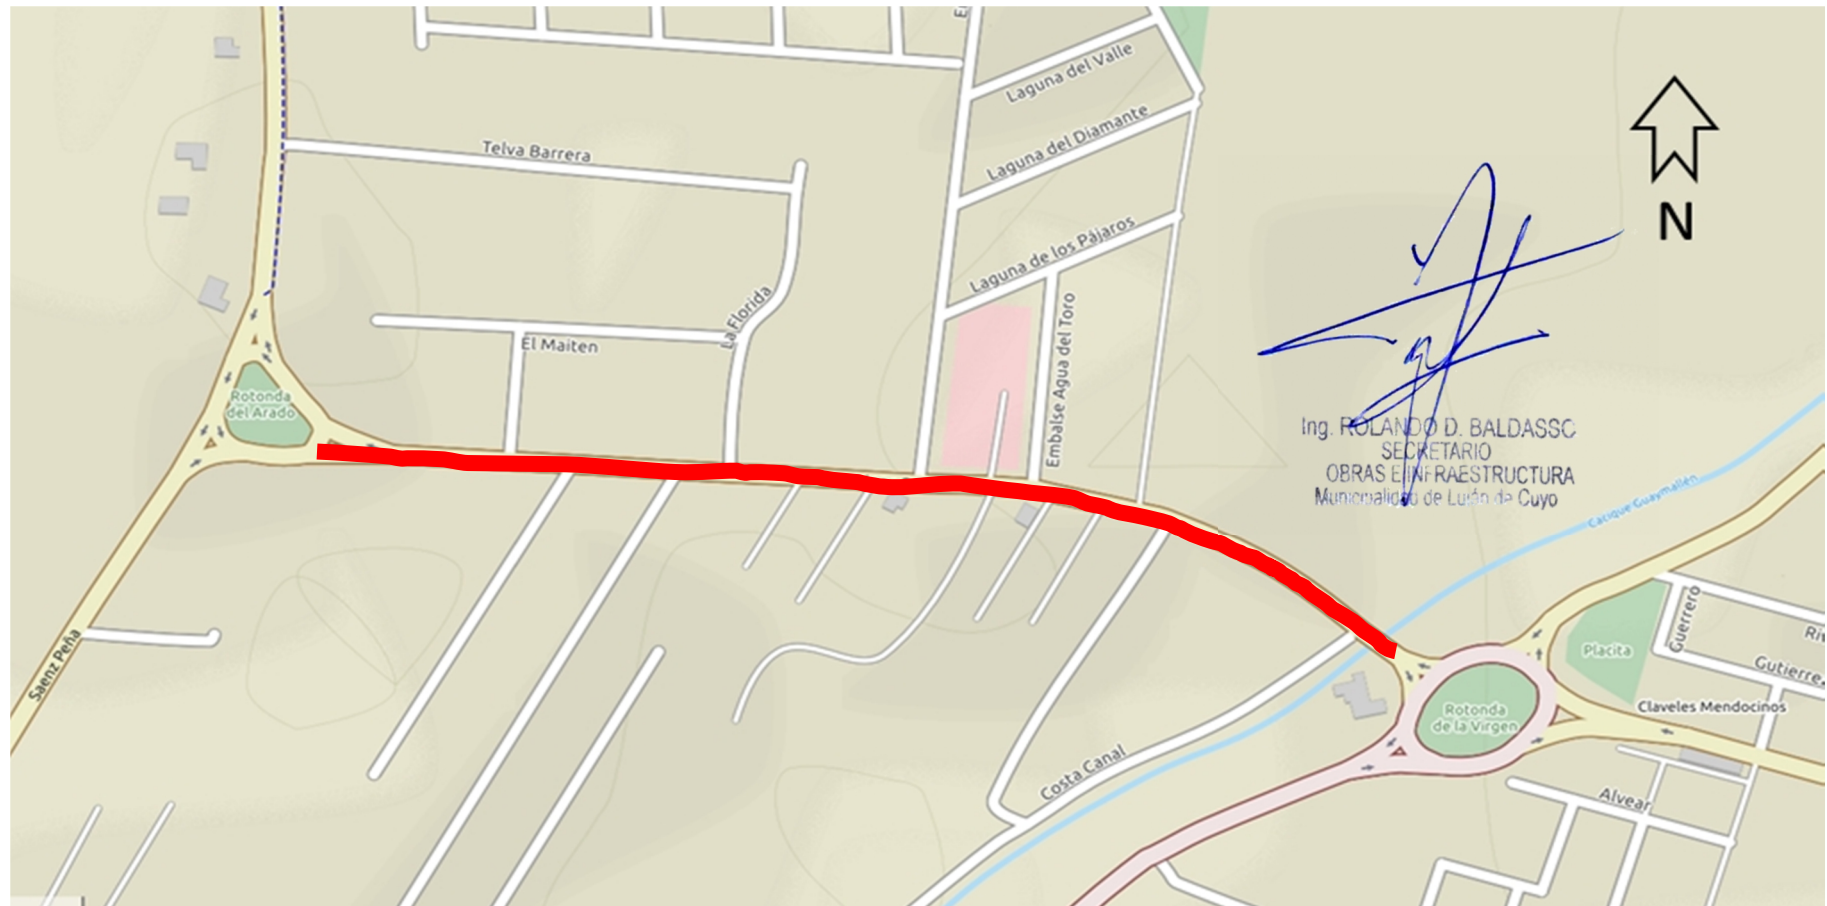 Laguna del Valle
Laguna del Diamante
Telva Barrera
N
Laguna de los Pájaros
La Florida
El Maiten
Embalse Agua del Toro
Rotonda
del Arado
Ing. ROLANDO D. BALDASSO
SECRETARIO
OBRAS E INFRAESTRUCTURA
Municipalidad de Luján de Cuyo
Cacique Guaymallén
Saenz Peña
Guerrero
Placita
Gutierrez
Claveles Mendocinos
Rotonda
de la Virgen
Costa Canal
Alvear